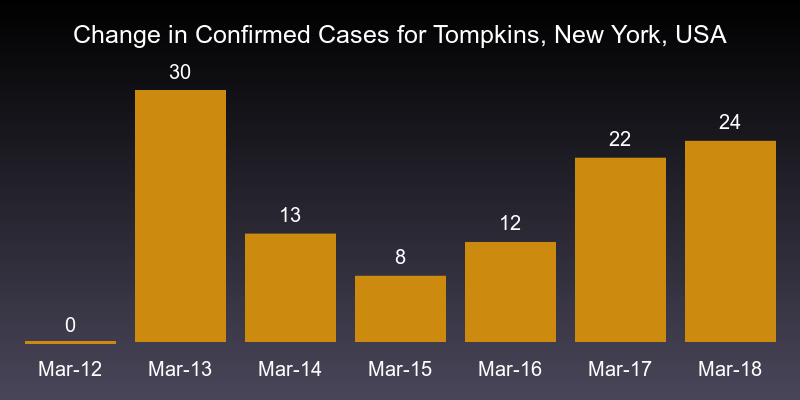 Change in Confirmed Cases for Tompkins, New York, USA
0 30 13 8 12 22 24
Mar-12 Mar-13 Mar-14 Mar-15 Mar-16 Mar-17 Mar-18